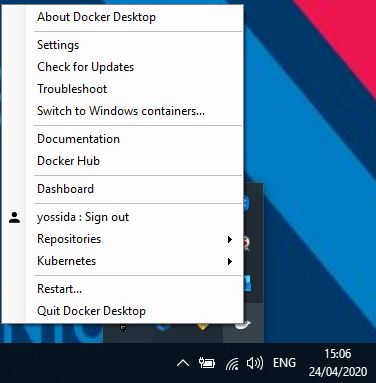 About Docker Desktop
Settings
Check for Updates
Troubleshoot
Switch to Windows containers...
Documentation
Docker Hub
Dashboard
yossida : Sign out
Repositories
Kubernetes
Restart...
Quit Docker Desktop
ENG
15:06
24/04/2020